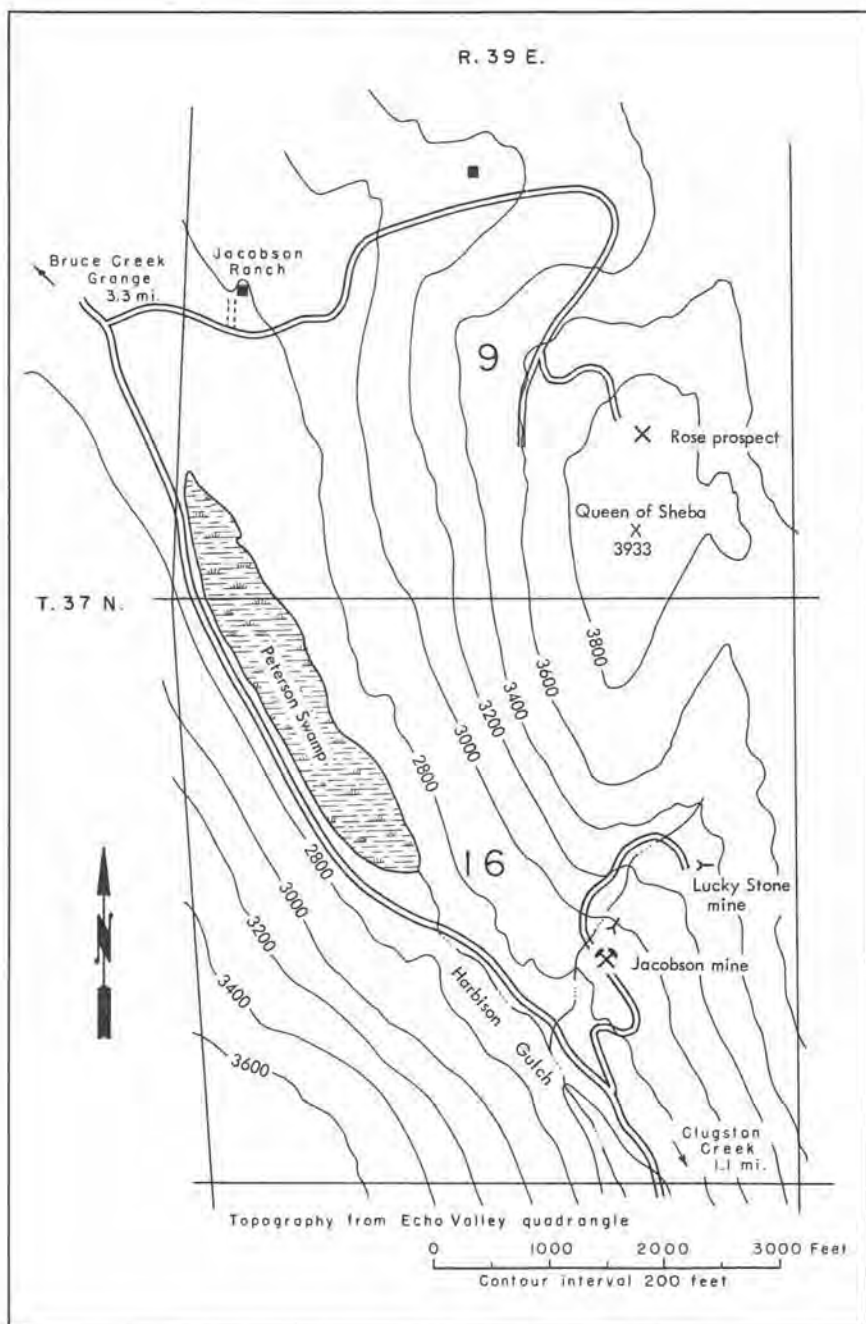 R. 39 E.
Bruce Creek
Grange
3.3 mi.
Jacobson
Ranch
9
Rose prospect
Queen of Sheba
X
3933
T. 37 N.
Peterson Swamp
3800
3600
3400
3200
3000
2800
16
2800
3000
3200
3400
3600
N
Lucky Stone
mine
Jacobson mine
Harbison
Gulch
Clugston
Creek
1.1 mi.
Topography from Echo Valley quadrangle
0 1000 2000 3000 Feet
Contour interval 200 feet